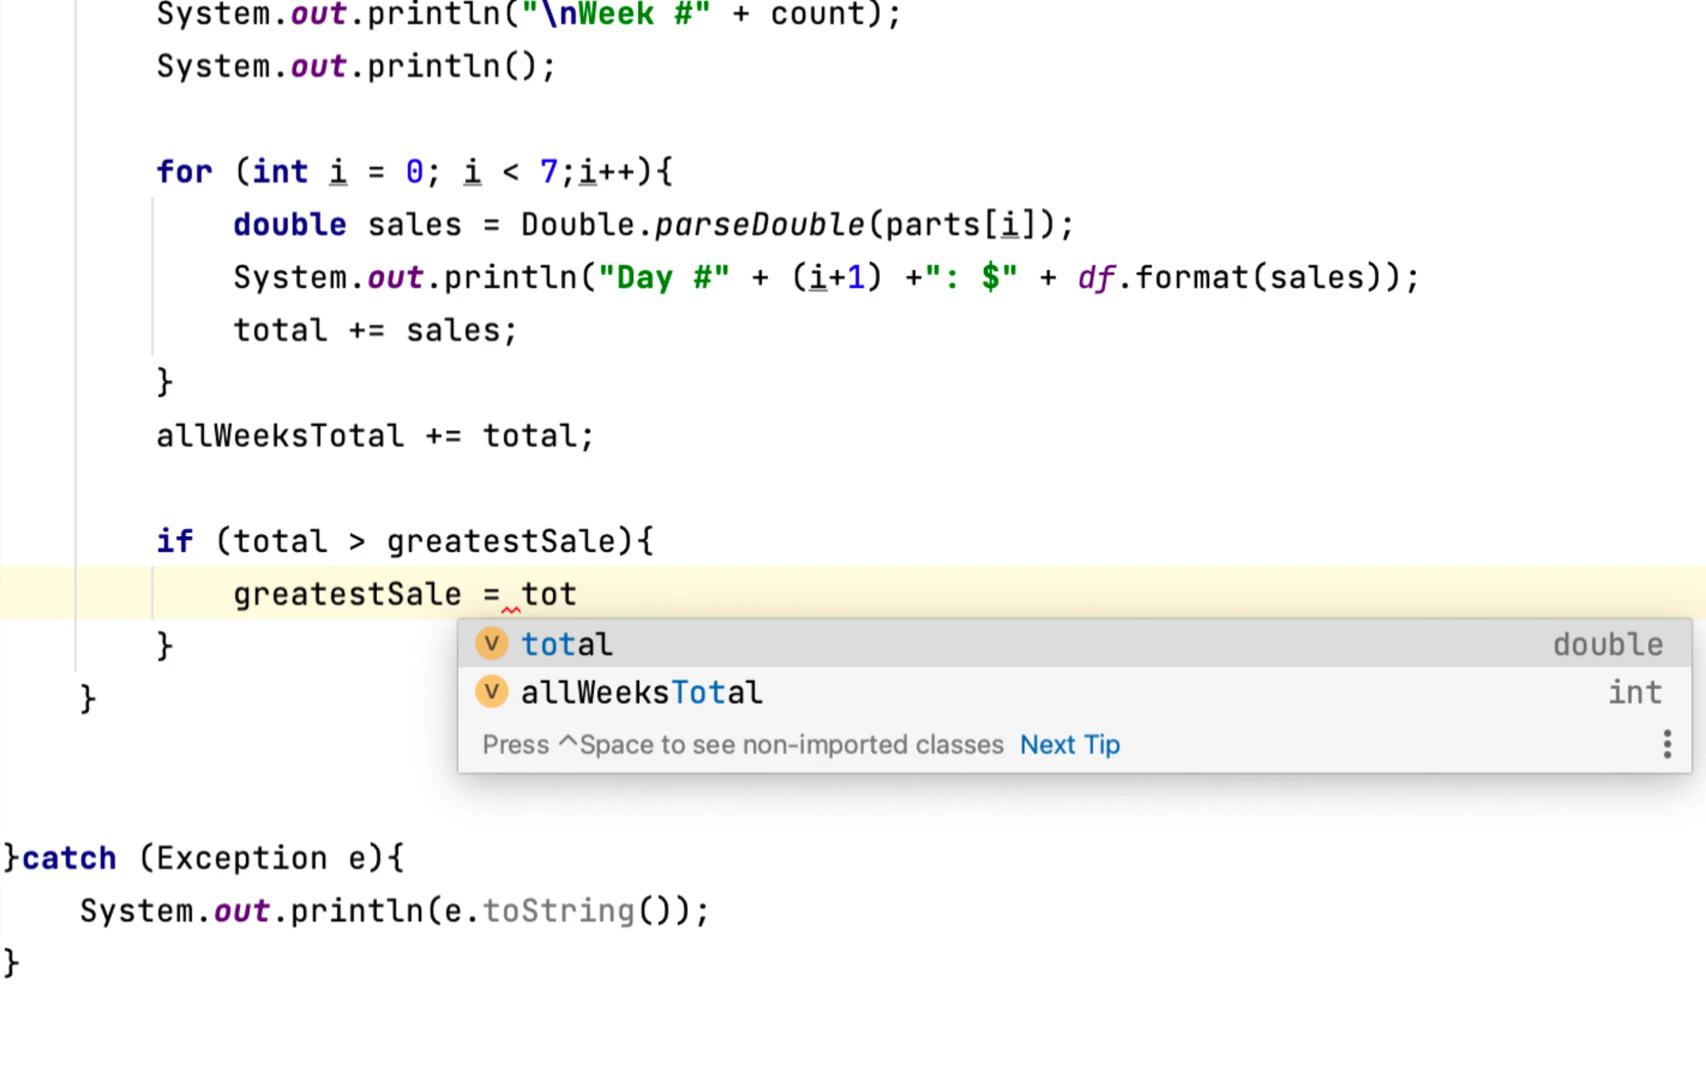 System.out.println("\nWeek #" + count);
System.out.println();
for (int i = 0; i < 7;i++){
double sales = Double.parseDouble(parts[i]);
System.out.println("Day #" + (i+1) +": $" + df.format(sales));
total += sales;
}
allWeeksTotal += total;
if (total > greatestSale){
greatestSale = tot
}
V total double
V allWeeksTotal int
}
Press ^Space to see non-imported classes Next Tip
}catch (Exception e){
System.out.println(e.toString());
}